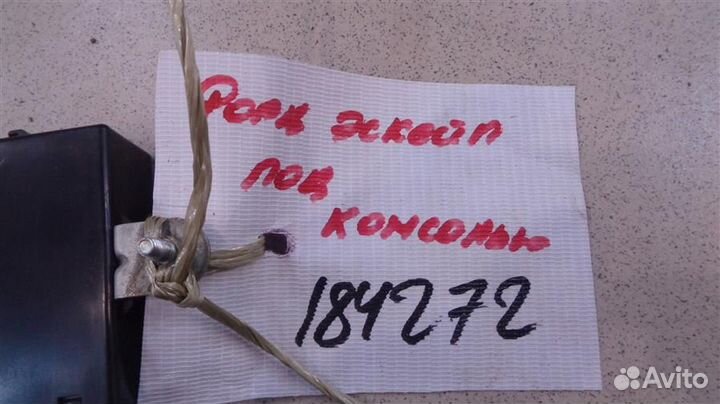 Форд Эскейп
под
консолью
184272
Avito